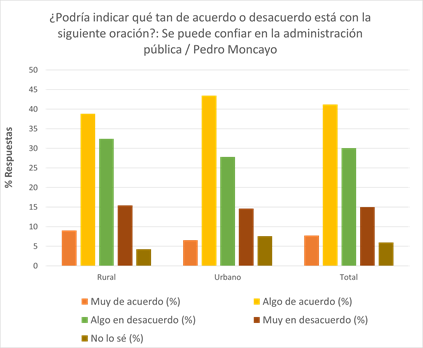 ¿Podría indicar qué tan de acuerdo o desacuerdo está con la
siguiente oración?: Se puede confiar en la administración
pública / Pedro Moncayo
50
45
40
35
30
25
20
15
10
5
0
% Respuestas
Rural
Urbano
Total
Muy de acuerdo (%)
Algo de acuerdo (%)
Algo en desacuerdo (%)
Muy en desacuerdo (%)
No lo sé (%)